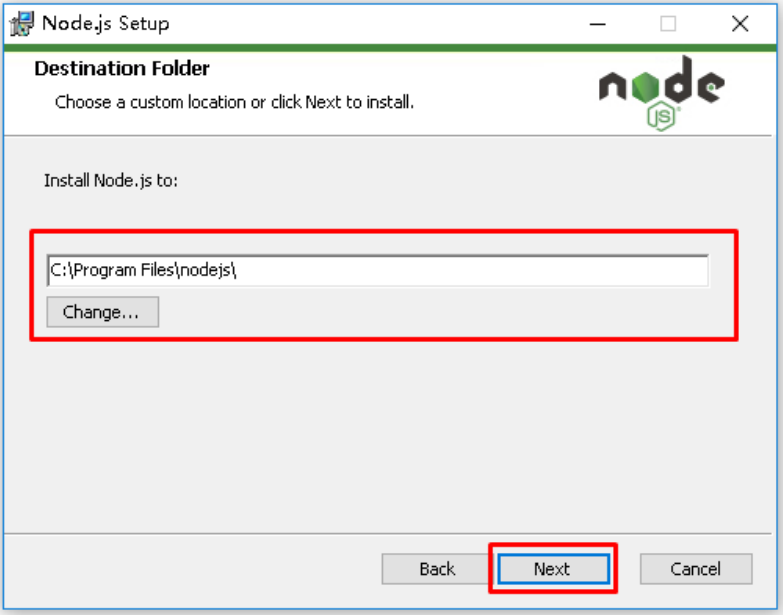 Node.js Setup
Destination Folder
Choose a custom location or click Next to install.
node
JS
Install Node.js to:
C:\Program Files\nodejs\
Change...
Back
Next
Cancel